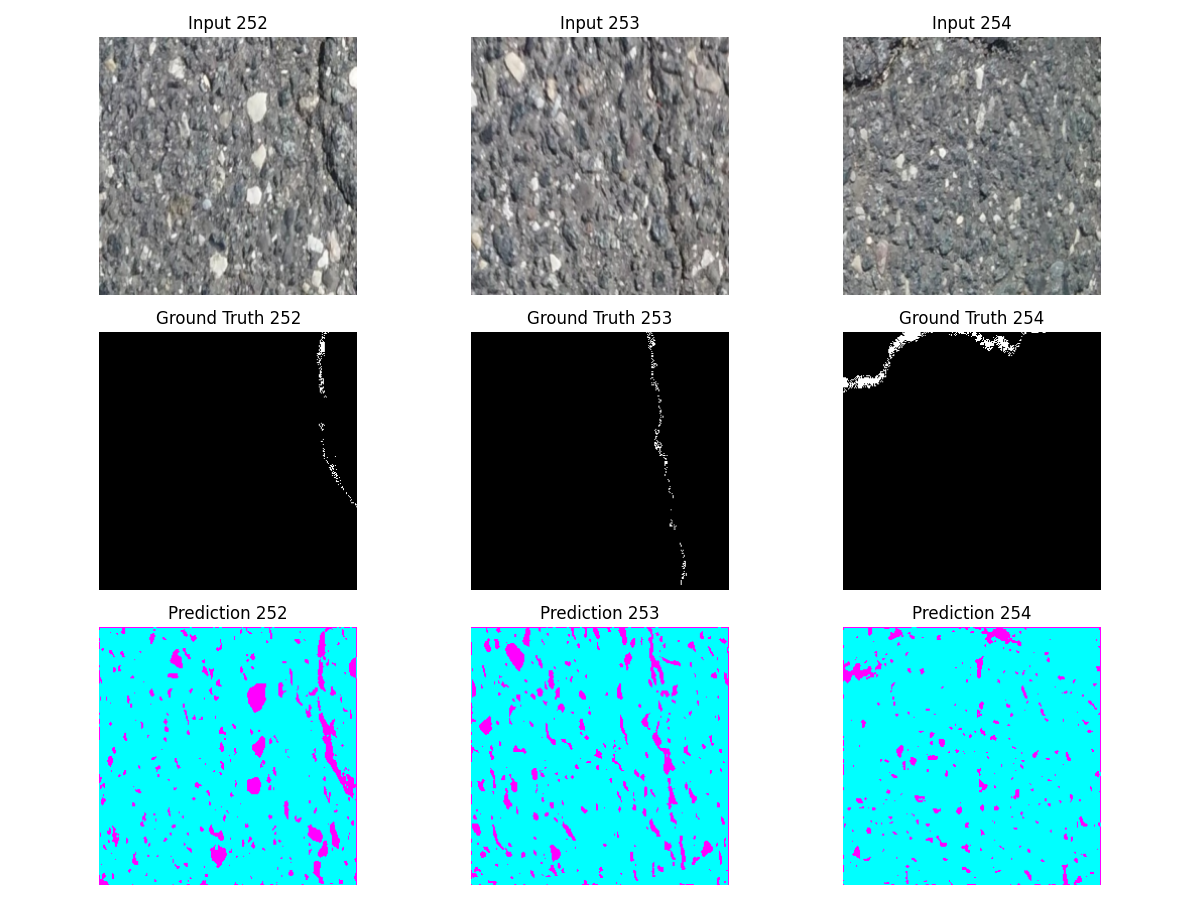 Input 252
Input 253
Input 254
Ground Truth 252
Ground Truth 253
Ground Truth 254
Prediction 252
Prediction 253
Prediction 254